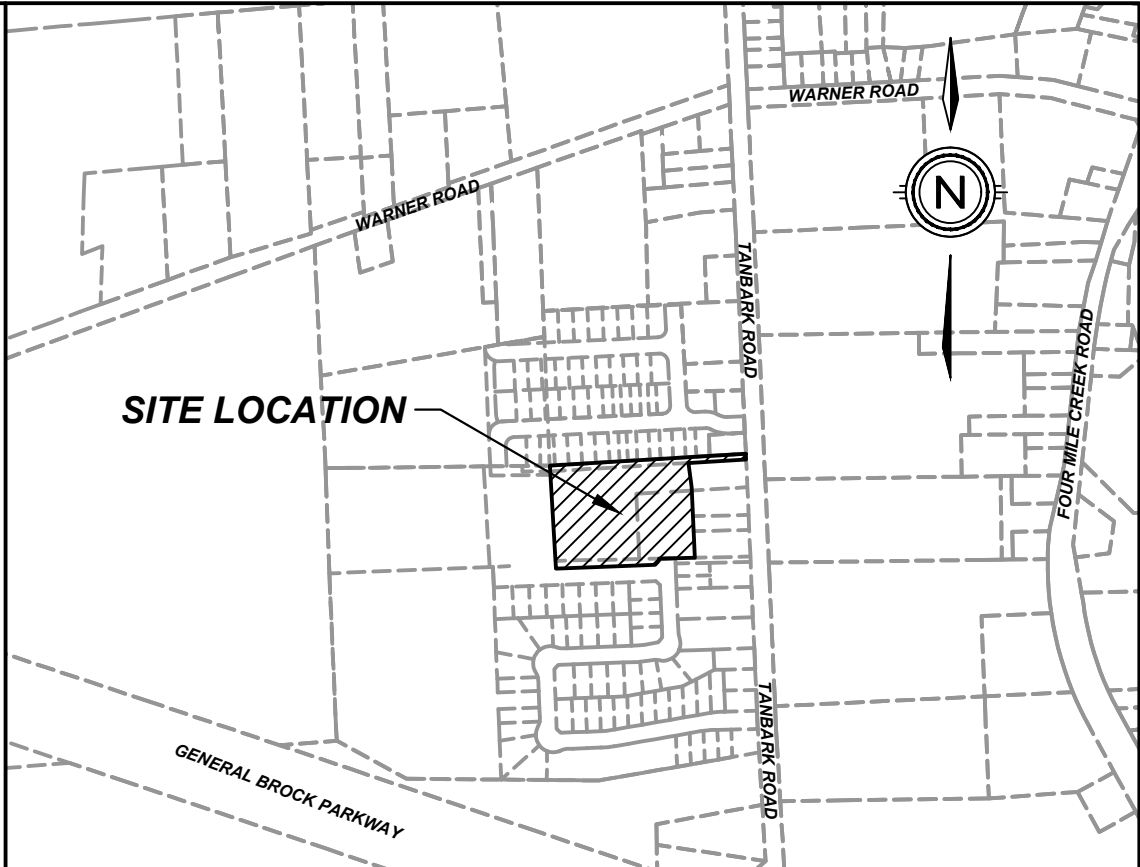 WARNER ROAD
WARNER ROAD
N
TANBARK ROAD
FOUR MILE CREEK ROAD
SITE LOCATION
TANBARK ROAD
GENERAL BROCK PARKWAY